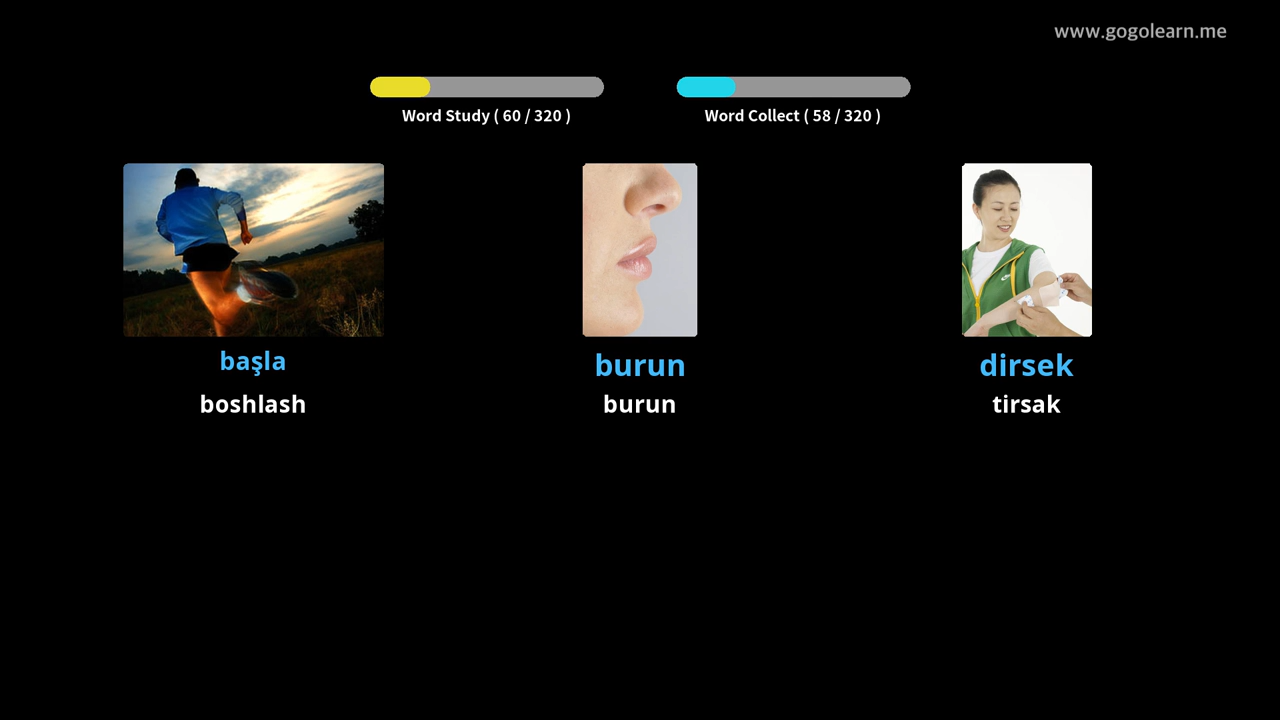 www.gogolearn.me
Word Study ( 60 / 320 )
Word Collect ( 58 / 320 )
başla
boshlash
burun
burun
dirsek
tirsak